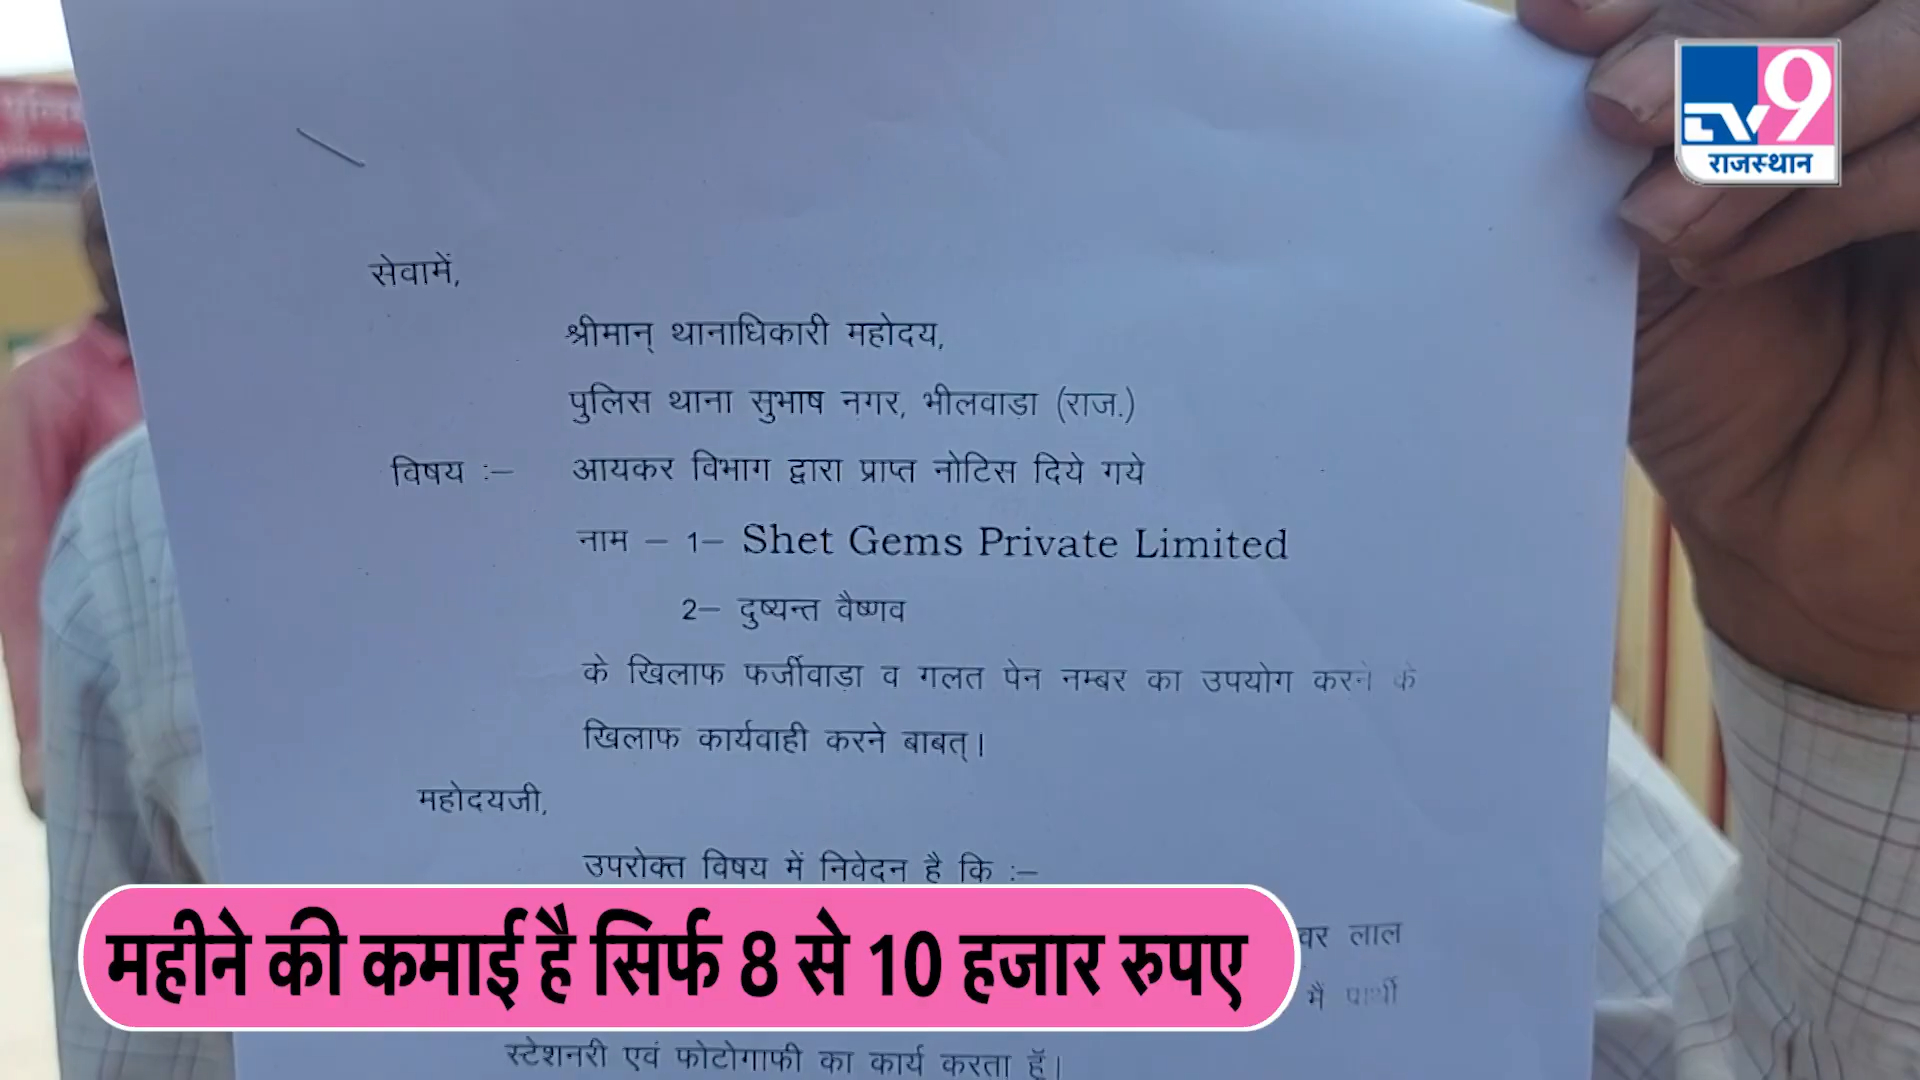 TV9
राजस्थान
सेवामें,
श्रीमान् थानाधिकारी महोदय,
पुलिस थाना सुभाष नगर, भीलवाडा (राज.)
विषय :– आयकर विभाग द्वारा प्राप्त नोटिस दिये गये
नाम – 1– Shet Gems Private Limited
2– दुष्यन्त वैष्णव
के खिलाफ फर्जीवाडा व गलत पेन नम्बर का उपयोग करने के
खिलाफ कार्यवाही करने बाबत्।
महोदयजी,
उपरोक्त विषय में निवेदन है कि :–
लाल
महीने की कमाई है सिर्फ 8 से 10 हजार रुपए
मैं प्रार्थी
स्टेशनरी एवं फोटोगाफी का कार्य करता हूॅ।